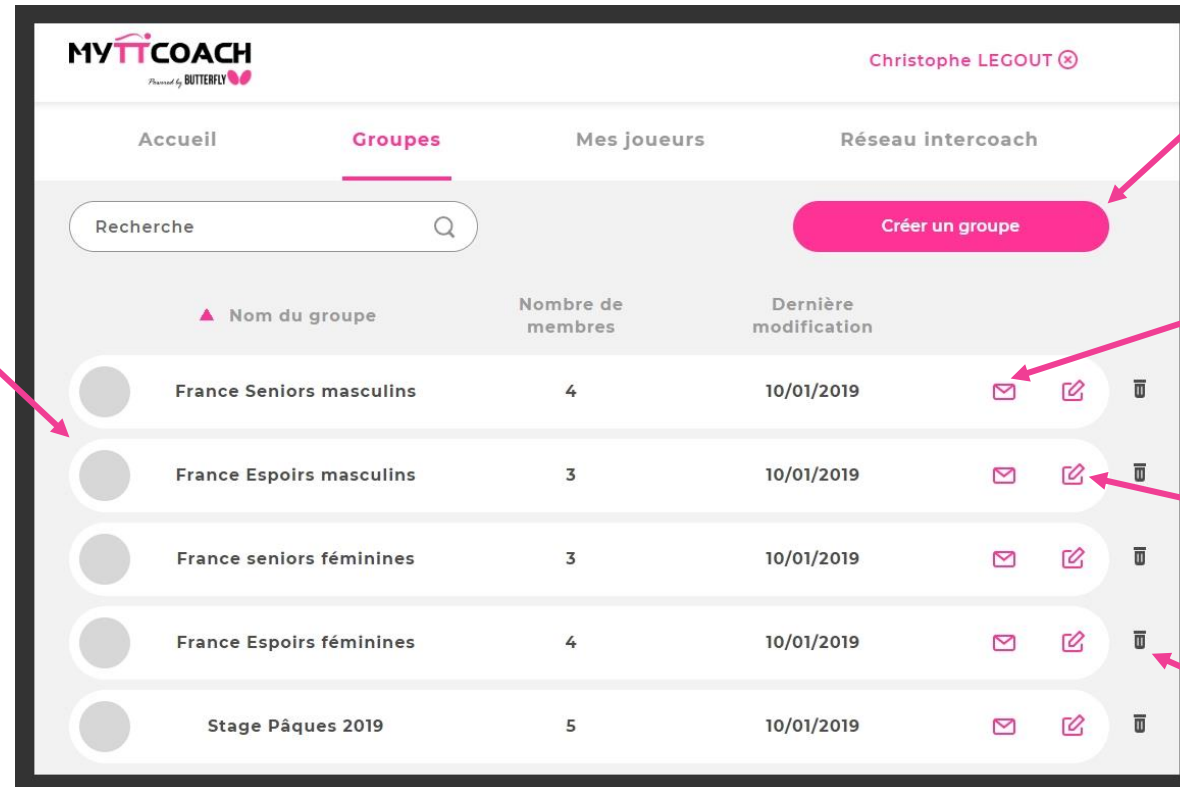 MYTTCOACH
Powered by BUTTERFLY
Christophe LEGOUT
Accueil Groupes Mes joueurs Réseau intercoach
Recherche
Créer un groupe
Nom du groupe
Nombre de
membres
Dernière
modification
France Seniors masculins 4 10/01/2019
France Espoirs masculins 3 10/01/2019
France seniors féminines 3 10/01/2019
France Espoirs féminines 4 10/01/2019
Stage Pâques 2019 5 10/01/2019